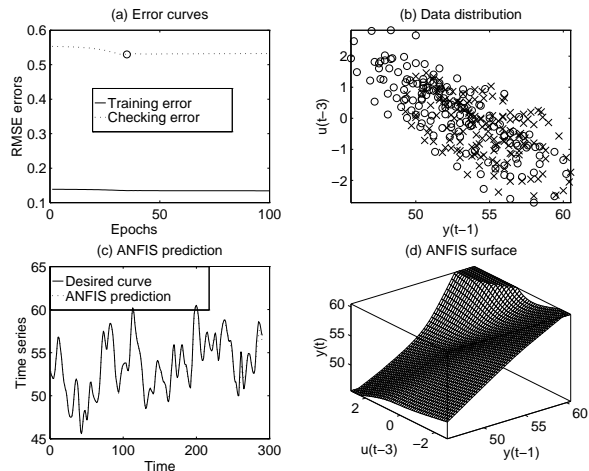 (a) Error curves
0.6
0.5
0.4
0.3
0.2
0.1
RMSE errors
Training error
Checking error
0 50 100
Epochs
(b) Data distribution
2
1
0
-1
-2
u(t-3)
50 55 60
y(t-1)
(c) ANFIS prediction
65
60
55
50
45
Time series
Desired curve
ANFIS prediction
0 100 200 300
Time
(d) ANFIS surface
60
55
50
y(t)
2
0
-2
u(t-3)
50
55
60
y(t-1)